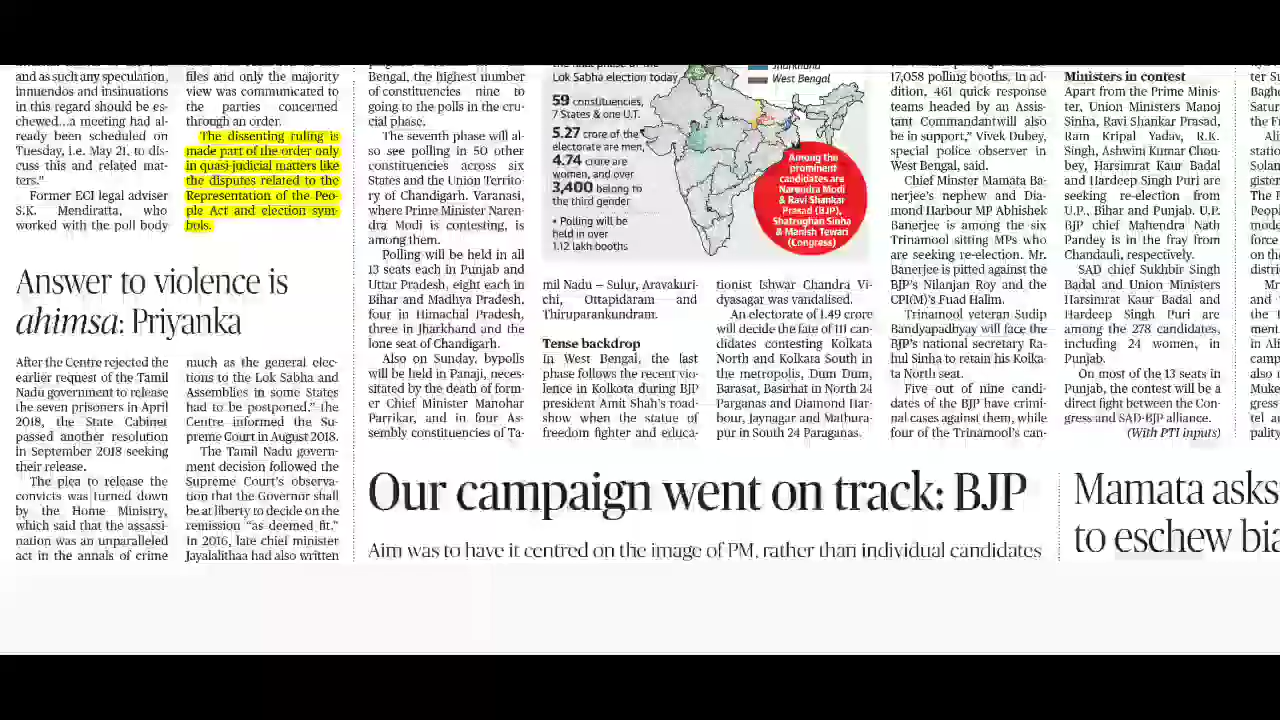 and as such any speculation,
innuendos and insinuations
in this regard should be es-
chewed...a meeting had al-
ready been scheduled on
Tuesday, i.e. May 21, to dis-
cuss this and related mat-
ters."
Former ECI legal adviser
S.K. Mendiratta, who
worked with the poll body
files and only the majority
view was communicated to
the parties concerned
through an order.
The dissenting ruling is
made part of the order only
in quasi-judicial matters like
the disputes related to the
Representation of the Peo-
ple Act and election sym-
bols.
Answer to violence is
ahimsa: Priyanka
After the Centre rejected the
earlier request of the Tamil
Nadu government to release
the seven prisoners in April
2018, the State Cabinet
passed another resolution
in September 2018 seeking
their release.
The plea to release the
convicts was turned down
by the Home Ministry,
which said that the assassi-
nation was an unparalleled
act in the annals of crime
much as the general elec-
tions to the Lok Sabha and
Assemblies in some States
had to be postponed," the
Centre informed the Su-
preme Court in August 2018.
The Tamil Nadu govern-
ment decision followed the
Supreme Court's observa-
tion that the Governor shall
be at liberty to decide on the
remission "as deemed fit."
In 2016, late chief minister
Jayalalithaa had also written
Bengal, the highest number
of constituencies nine to
going to the polls in the cru-
cial phase.
The seventh phase will al-
so see polling in 50 other
constituencies across six
States and the Union Territo-
ry of Chandigarh. Varanasi,
where Prime Minister Naren-
dra Modi is contesting, is
among them.
Polling will be held in all
13 seats each in Punjab and
Uttar Pradesh, eight each in
Bihar and Madhya Pradesh,
four in Himachal Pradesh,
three in Jharkhand and the
lone seat of Chandigarh.
Also on Sunday, bypolls
will be held in Panaji, neces-
sitated by the death of form-
er Chief Minister Manohar
Parrikar, and in four As-
sembly constituencies of Ta-
the final phase of the
Lok Sabha election today
59 constituencies,
7 States & one U.T.
5.27 crore of the
electorate are men,
4.74 crore are
women, and over
3,400 belong to
the third gender
• Polling will be
held in over
1.12 lakh booths
Jharkhand
West Bengal
Among the
prominent
candidates are
Narendra Modi
& Ravi Shankar
Prasad (BJP),
Shatrughan Sinha
& Manish Tewari
(Congress)
mil Nadu – Sulur, Aravakuri-
chi, Ottapidaram and
Thiruparankundram.
Tense backdrop
In West Bengal, the last
phase follows the recent vio-
lence in Kolkota during BJP
president Amit Shah's road-
show when the statue of
freedom fighter and educa-
tionist Ishwar Chandra Vi-
dyasagar was vandalised.
An electorate of 1.49 crore
will decide the fate of 111 can-
didates contesting Kolkata
North and Kolkata South in
the metropolis, Dum Dum,
Barasat, Basirhat in North 24
Parganas and Diamond Har-
bour, Jaynagar and Mathura-
pur in South 24 Paraganas.
17,058 polling booths. In ad-
dition, 461 quick response
teams headed by an Assis-
tant Commandant will also
be in support," Vivek Dubey,
special police observer in
West Bengal, said.
Chief Minster Mamata Ba-
nerjee's nephew and Dia-
mond Harbour MP Abhishek
Banerjee is among the six
Trinamool sitting MPs who
are seeking re-election. Mr.
Banerjee is pitted against the
BJP's Nilanjan Roy and the
CPI(M)'s Fuad Halim.
Trinamool veteran Sudip
Bandyapadhyay will face the
BJP's national secretary Ra-
hul Sinha to retain his Kolka-
ta North seat.
Five out of nine candi-
dates of the BJP have crimi-
nal cases against them, while
four of the Trinamool's can-
Ministers in contest
Apart from the Prime Minis-
ter, Union Ministers Manoj
Sinha, Ravi Shankar Prasad,
Ram Kripal Yadav, R.K.
Singh, Ashwin Kumar Chou-
bey, Harsimrat Kaur Badal
and Hardeep Singh Puri are
seeking re-election from
U.P., Bihar and Punjab. U.P.
BJP chief Mahendra Nath
Pandey is in the fray from
Chandauli, respectively.
SAD chief Sukhbir Singh
Badal and Union Ministers
Harsimrat Kaur Badal and
Hardeep Singh Puri are
among the 278 candidates,
including 24 women, in
Punjab.
On most of the 13 seats in
Punjab, the contest will be a
direct fight between the Con-
gress and SAD-BJP alliance.
(With PTI inputs)
Our campaign went on track: BJP
Aim was to have it centred on the image of PM, rather than individual candidates
Mamata asks
to eschew bia